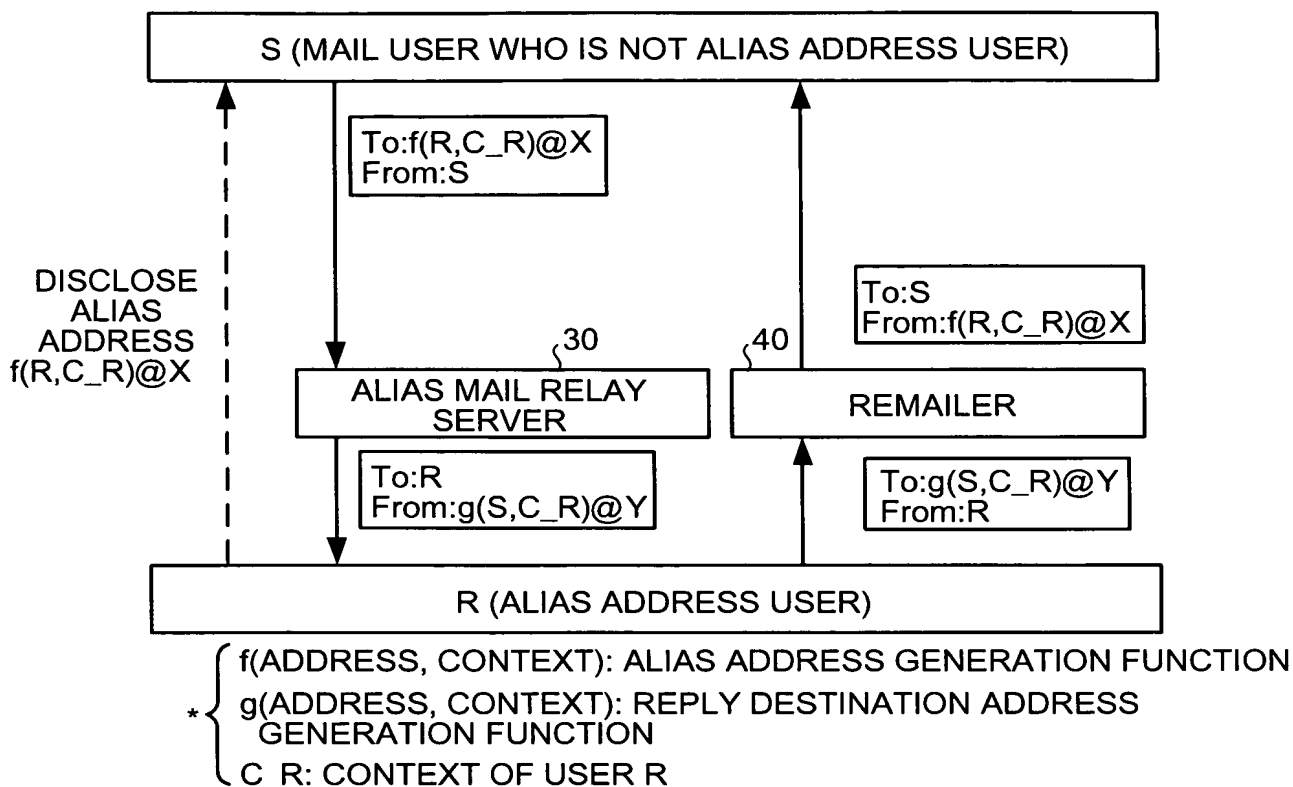 S (MAIL USER WHO IS NOT ALIAS ADDRESS USER)
To:f(R,C_R)@X
From:S
DISCLOSE
ALIAS
ADDRESS
f(R,C_R)@X
To:S
From:f(R,C_R)@X
30
40
ALIAS MAIL RELAY
SERVER
REMAILER
To:R
From:g(S,C_R)@Y
To:g(S,C_R)@Y
From:R
R (ALIAS ADDRESS USER)
*
f(ADDRESS, CONTEXT): ALIAS ADDRESS GENERATION FUNCTION
g(ADDRESS, CONTEXT): REPLY DESTINATION ADDRESS
GENERATION FUNCTION
C R: CONTEXT OF USER R